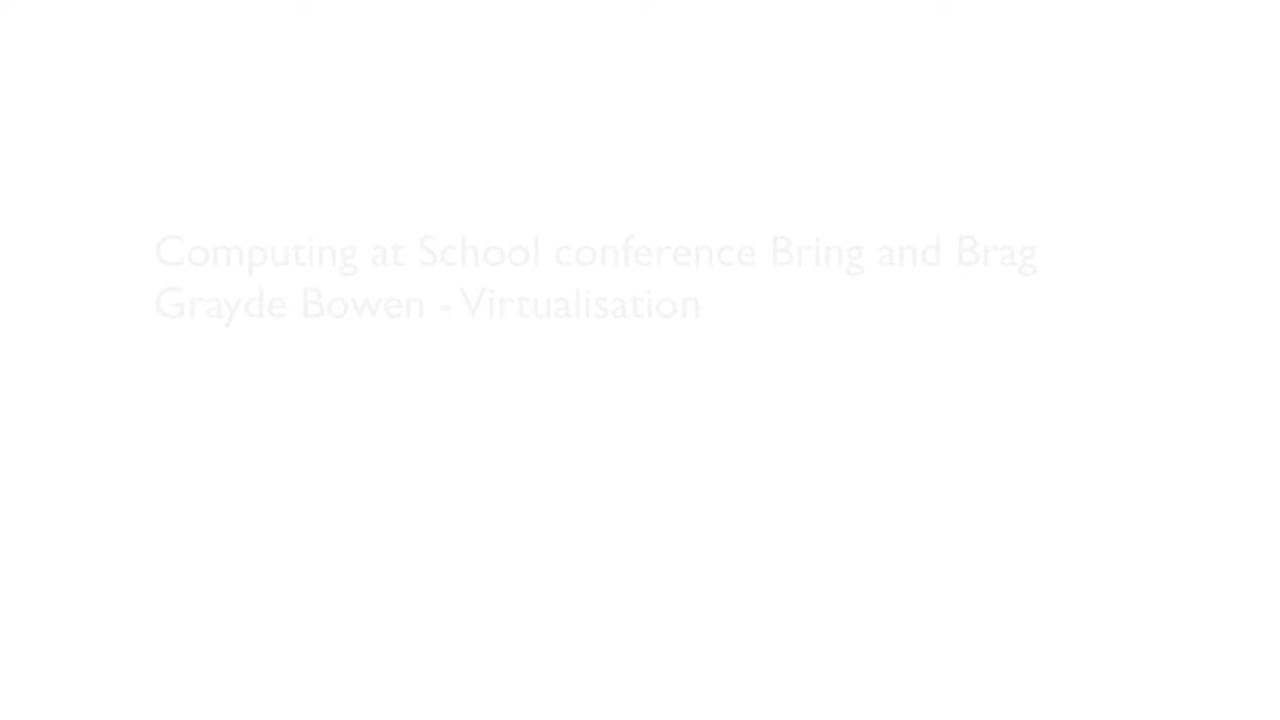 Computing at School conference Bring and Brag
Grayde Bowen - Virtualisation